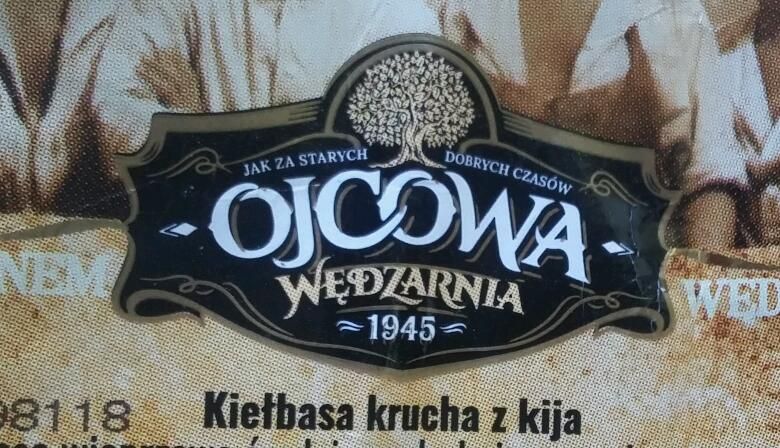 JAK ZA STARYCH DOBRYCH CZASÓW
OJCOWA
WĘDZARNIA
1945
NEM WĘD
98118
Kiełbasa krucha z kija